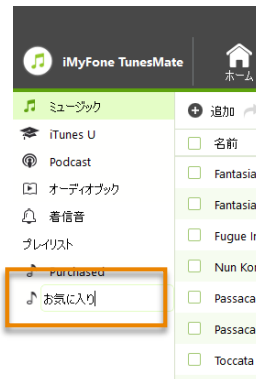 iMyFone TunesMate
ホーム
ミュージック
追加
iTunes U
名前
Podcast
Fantasia
オーディオブック
Fantasia
着信音
Fugue
プレイリスト
Purchased
Nun Kor
お気に入り
Passaca
Passaca
Toccata